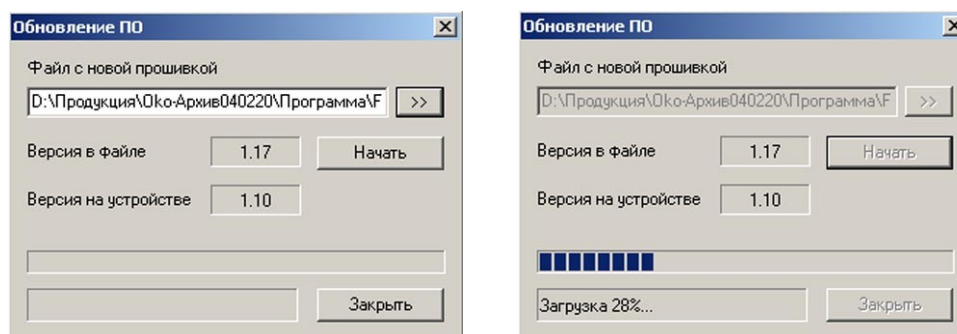 Обновление ПО
Файл с новой прошивкой
D:\Продукция\Oko-Архив040220\Программа\F
>>
Версия в файле 1.17 Начать
Версия на устройстве 1.10
Закрыть
Обновление ПО
Файл с новой прошивкой
D:\Продукция\Oko-Архив040220\Программа\F
>>
Версия в файле 1.17 Начать
Версия на устройстве 1.10
Загрузка 28%... Закрыть